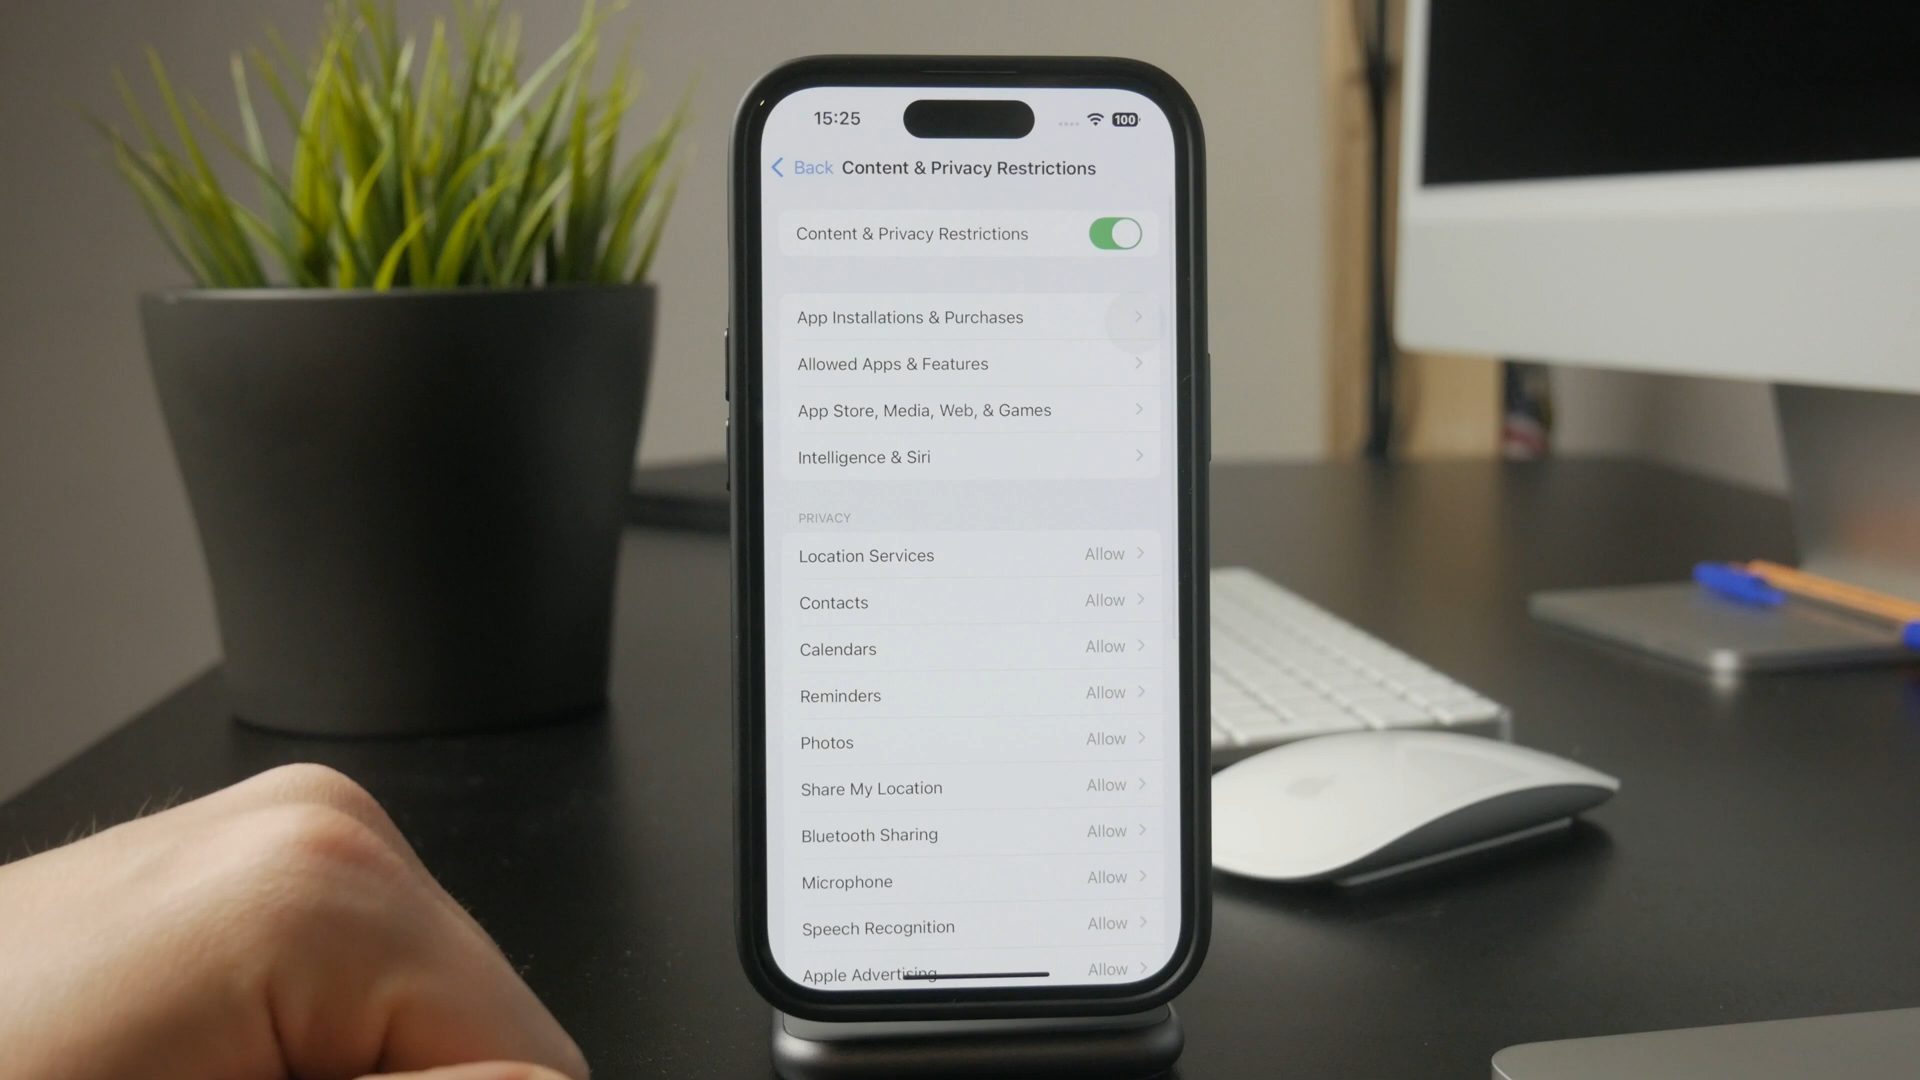 15:25
100
Back Content & Privacy Restrictions
Content & Privacy Restrictions
App Installations & Purchases
Allowed Apps & Features
App Store, Media, Web, & Games
Intelligence & Siri
PRIVACY
Location Services Allow
Contacts Allow
Calendars Allow
Reminders Allow
Photos Allow
Share My Location Allow
Bluetooth Sharing Allow
Microphone Allow
Speech Recognition Allow
Apple Advertising Allow